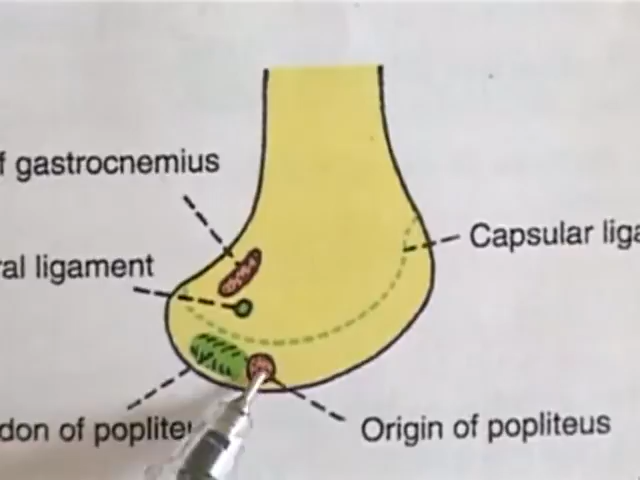 f gastrocnemius
Capsular liga
ral ligament
don of poplite
Origin of popliteus